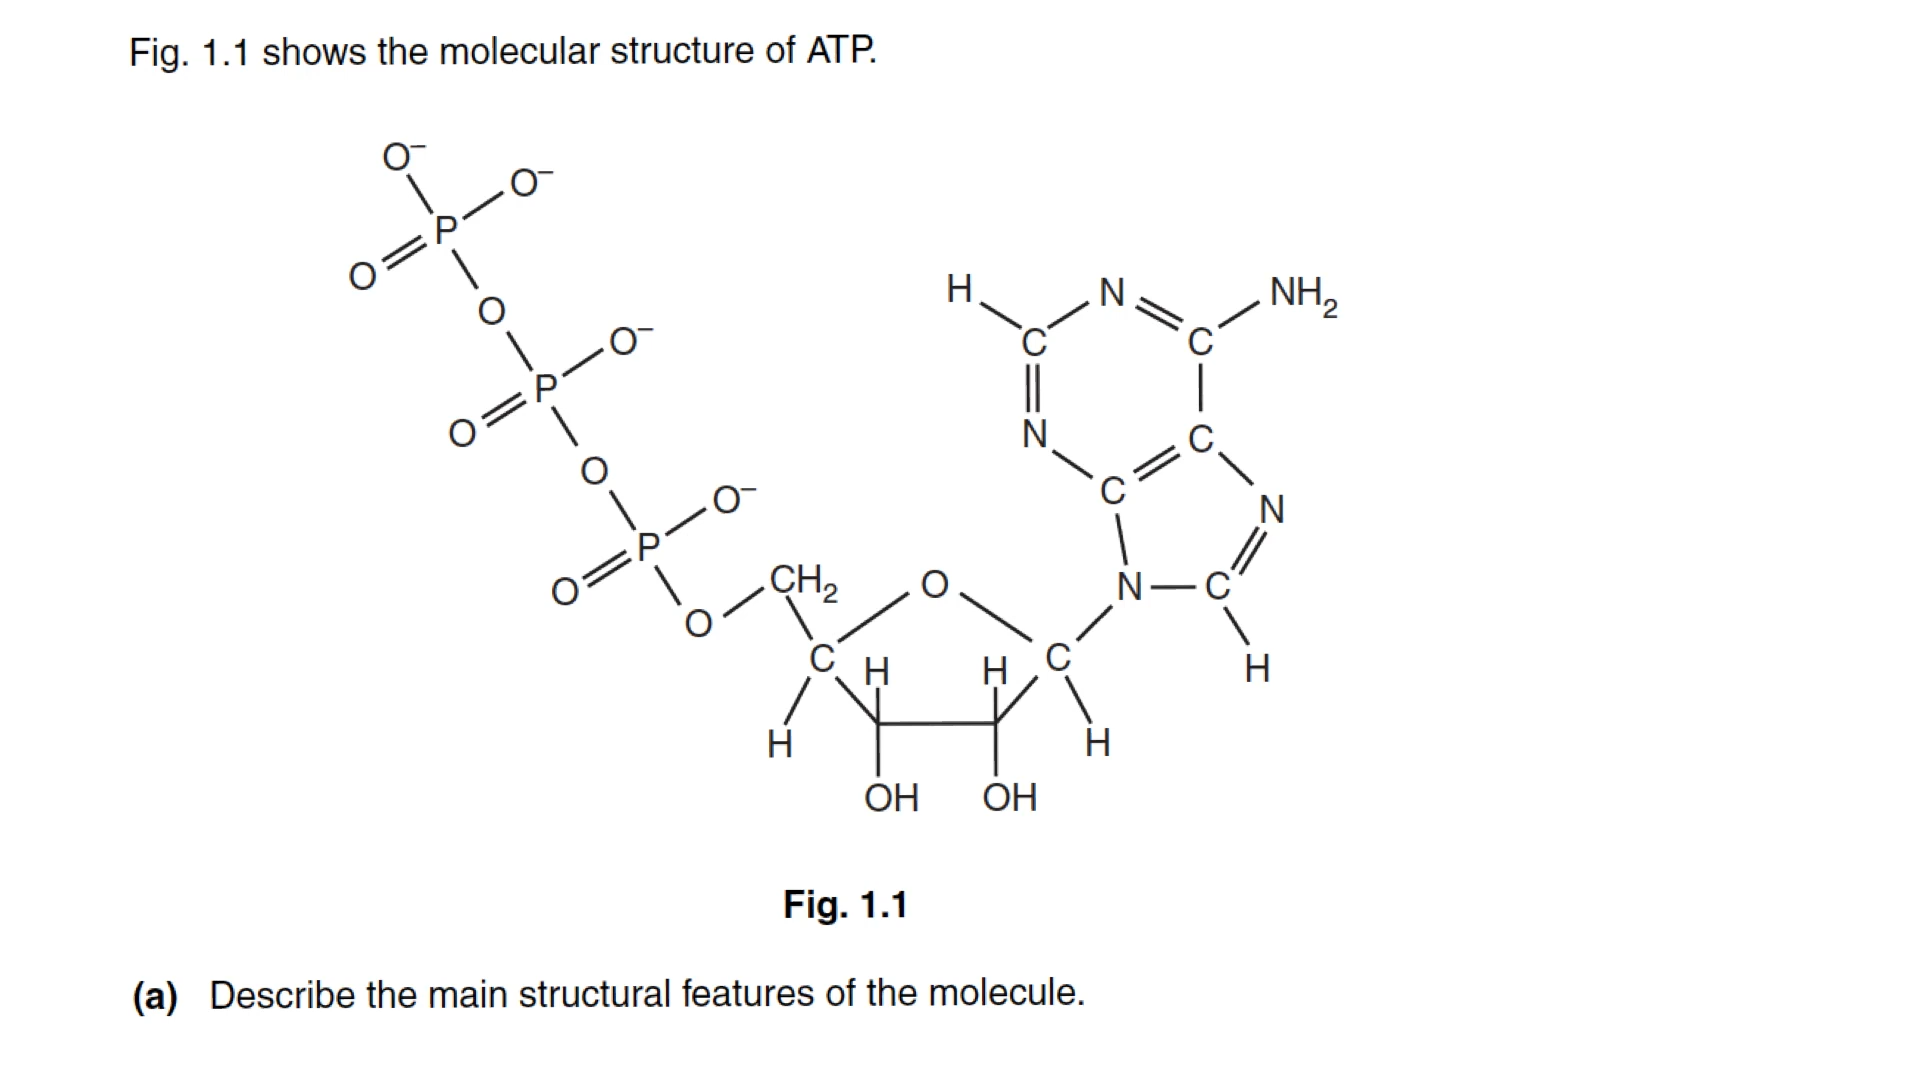 Fig. 1.1 shows the molecular structure of ATP.
O⁻
O⁻
P
O
O
O⁻
P
O
O
O⁻
P
O
O
CH₂
O
C
H
H
C
H
H
OH
OH
H
N
NH₂
C
C
N
C
C
N
N
C
H
Fig. 1.1
(a) Describe the main structural features of the molecule.